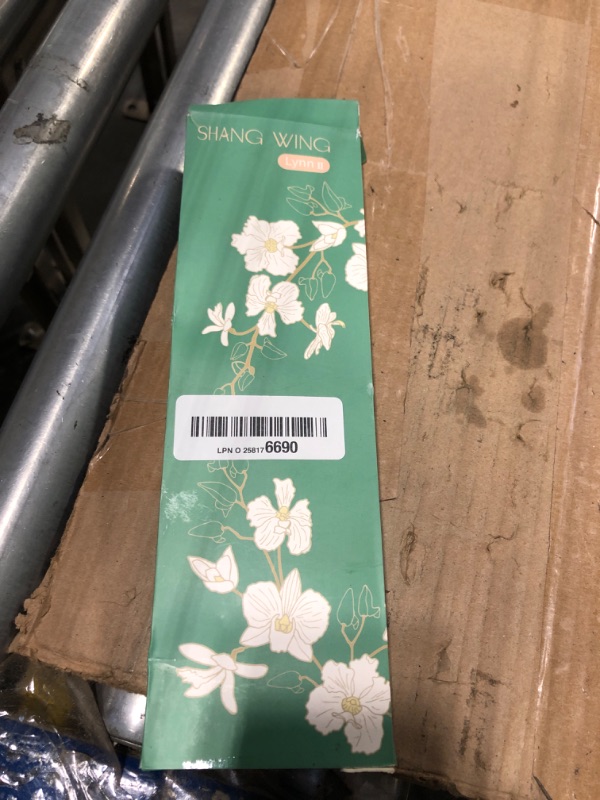 SHANG WING
Lynn B
LPN O 258176690